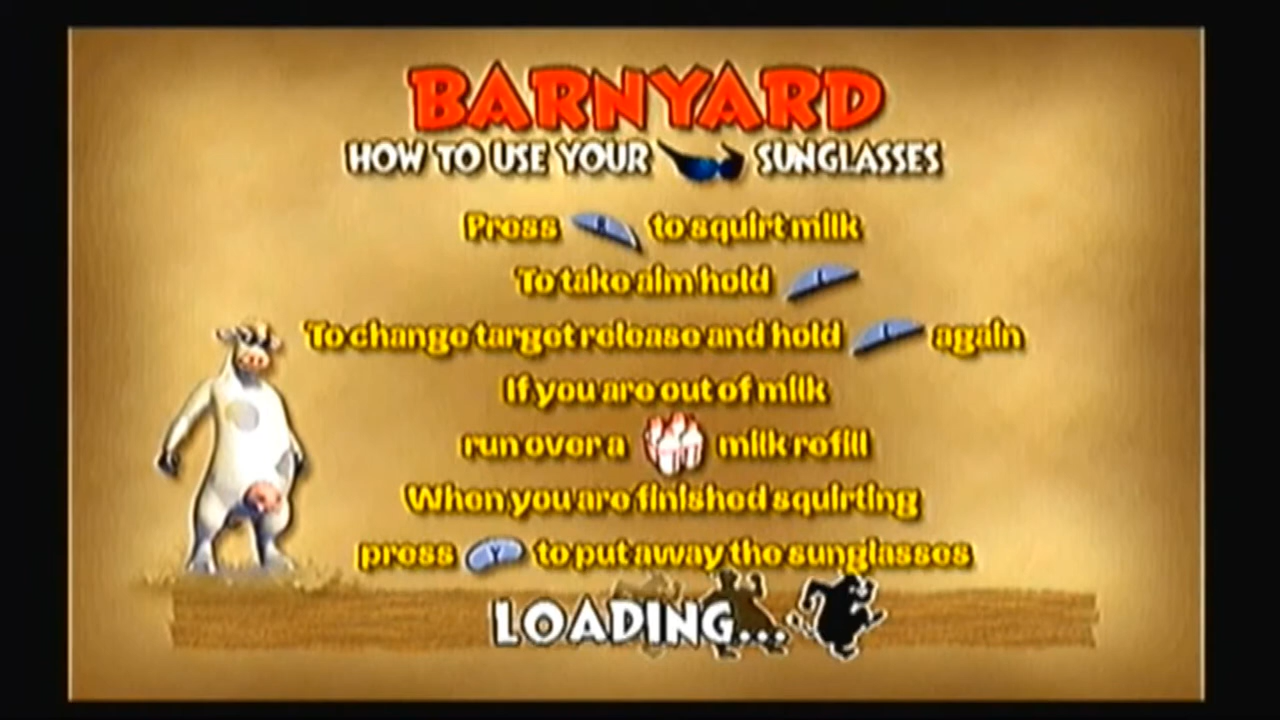 BARNYARD
HOW TO USE YOUR SUNGLASSES
Press R to squirt milk
To take aim hold L
To change target release and hold L again
If you are out of milk
run over a milk refill
When you are finished squirting
press Y to put away the sunglasses
LOADING...